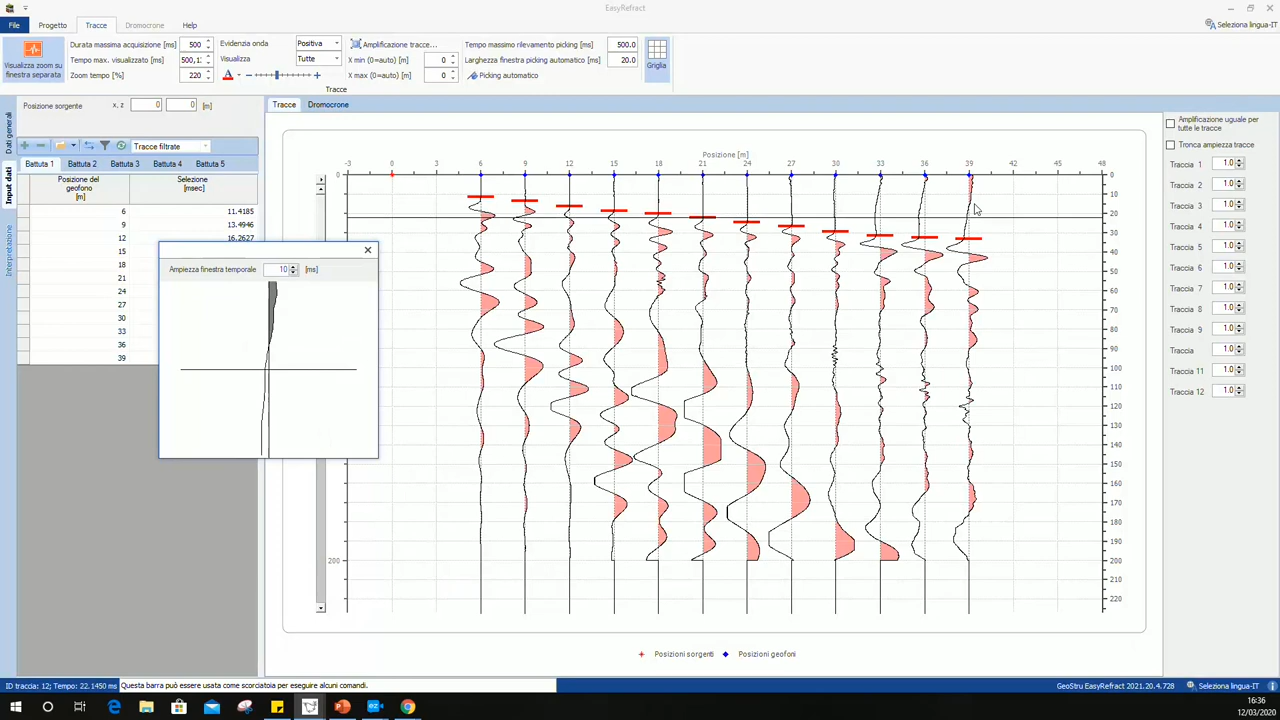 EasyRefract
File Progetto Tracce Dromocrone Help
Seleziona lingua-IT
Visualizza zoom su finestra separata
Durata massima acquisizione [ms] 500
Tempo max. visualizzato [ms]
Zoom tempo [%] 220
Evidenzia onda Positiva
Visualizza Tutte
A
Amplificazione tracce...
X min (0=auto) [m] 0
X max (0=auto) [m] 0
Tempo massimo rilevamento picking [ms] 500.0
Larghezza finestra picking automatico [ms] 20.0
Picking automatico
Griglia
Tracce
Posizione sorgente x, z 0 0 [m]
Dati generali
Input dati
Interpretazione
Tracce filtrate
Battuta 1 Battuta 2 Battuta 3 Battuta 4 Battuta 5
Posizione del geofono [m] Selezione [msec]
6 11.4185
9 13.4946
12 16.2627
15
18
21
24
27
30
33
36
39
Ampiezza finestra temporale 10 [ms]
Tracce Dromocrone
Posizione [m]
-3 0 3 6 9 12 15 18 21 24 27 30 33 36 39 42 45 48
0
10
20
30
40
50
60
70
80
90
100
110
120
130
140
150
160
170
180
190
200 200
210
220
Posizioni sorgenti Posizioni geofoni
Amplificazione uguale per tutte le tracce
Tronca ampiezza tracce
Traccia 1 1.0
Traccia 2 1.0
Traccia 3 1.0
Traccia 4 1.0
Traccia 5 1.0
Traccia 6 1.0
Traccia 7 1.0
Traccia 8 1.0
Traccia 9 1.0
Traccia 1.0
Traccia 11 1.0
Traccia 12 1.0
ID traccia: 12; Tempo: 22.1450 ms Questa barra può essere usata come scorciatoia per eseguire alcuni comandi.
GeoStru EasyRefract 2021.20.4.728 Seleziona lingua-IT
16:36
12/03/2020